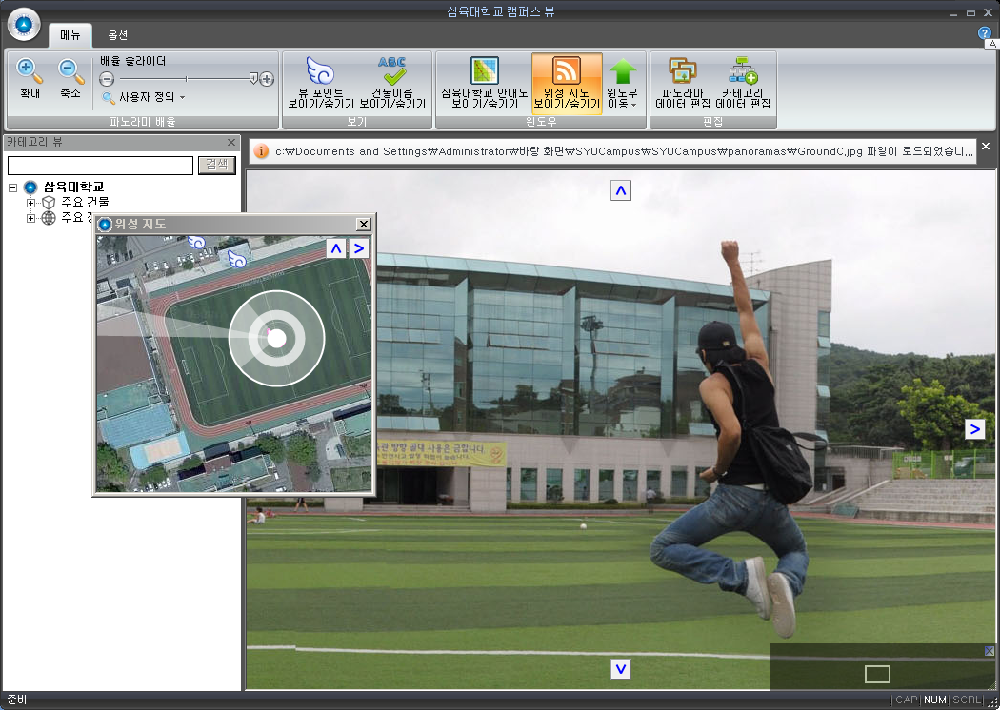 삼육대학교 캠퍼스 뷰
메뉴
옵션
A
확대
축소
배율 슬라이더
사용자 정의
파노라마 배율
뷰 포인트
보이기/숨기기
ABC
건물이름
보이기/숨기기
보기
삼육대학교 안내도
보이기/숨기기
위성 지도
보이기/숨기기
윈도우
이동
윈도우
파노라마
데이터 편집
카테고리
데이터 편집
편집
카테고리 뷰
검색
c:₩Documents and Settings₩Administrator₩바탕 화면₩SYUCampus₩SYUCampus₩panoramas₩GroundC.jpg 파일이 로드되었습니...
삼육대학교
주요 건물
주요
위성 지도
방향 골대 사용은 금합니다.
준비
CAP
NUM
SCRL